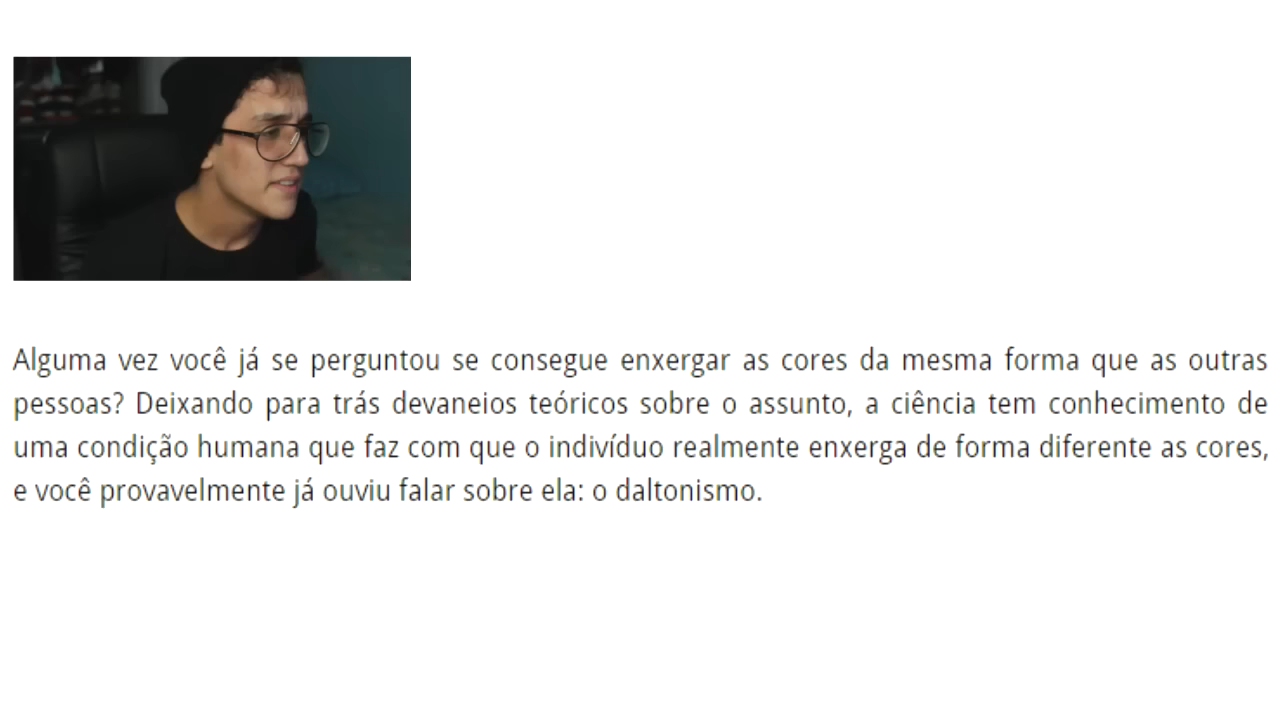 Alguma vez você já se perguntou se consegue enxergar as cores da mesma forma que as outras
pessoas? Deixando para trás devaneios teóricos sobre o assunto, a ciência tem conhecimento de
uma condição humana que faz com que o indivíduo realmente enxerga de forma diferente as cores,
e você provavelmente já ouviu falar sobre ela: o daltonismo.